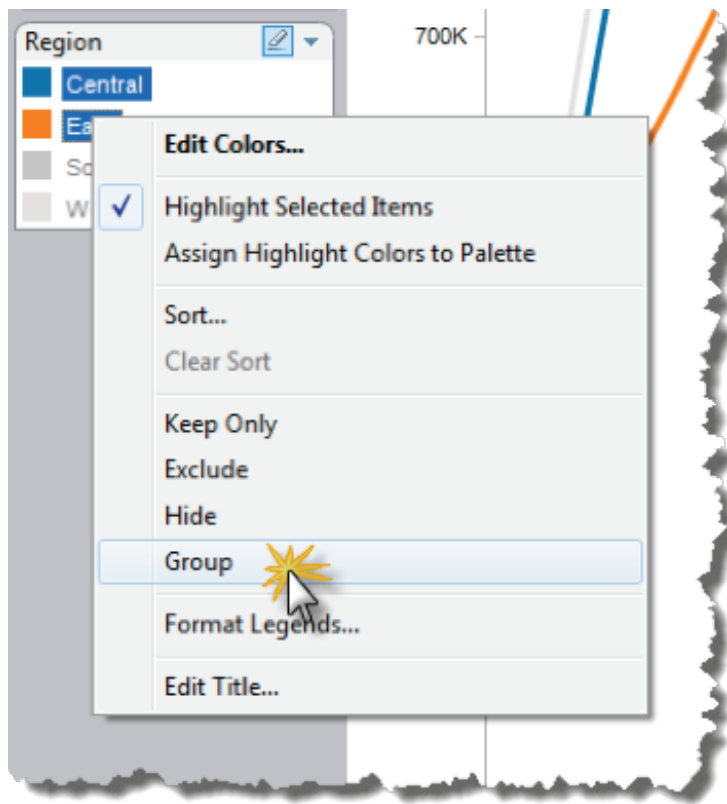 Region
700K
Central
Edit Colors...
Highlight Selected Items
Assign Highlight Colors to Palette
Sort...
Clear Sort
Keep Only
Exclude
Hide
Group
Format Legends...
Edit Title...